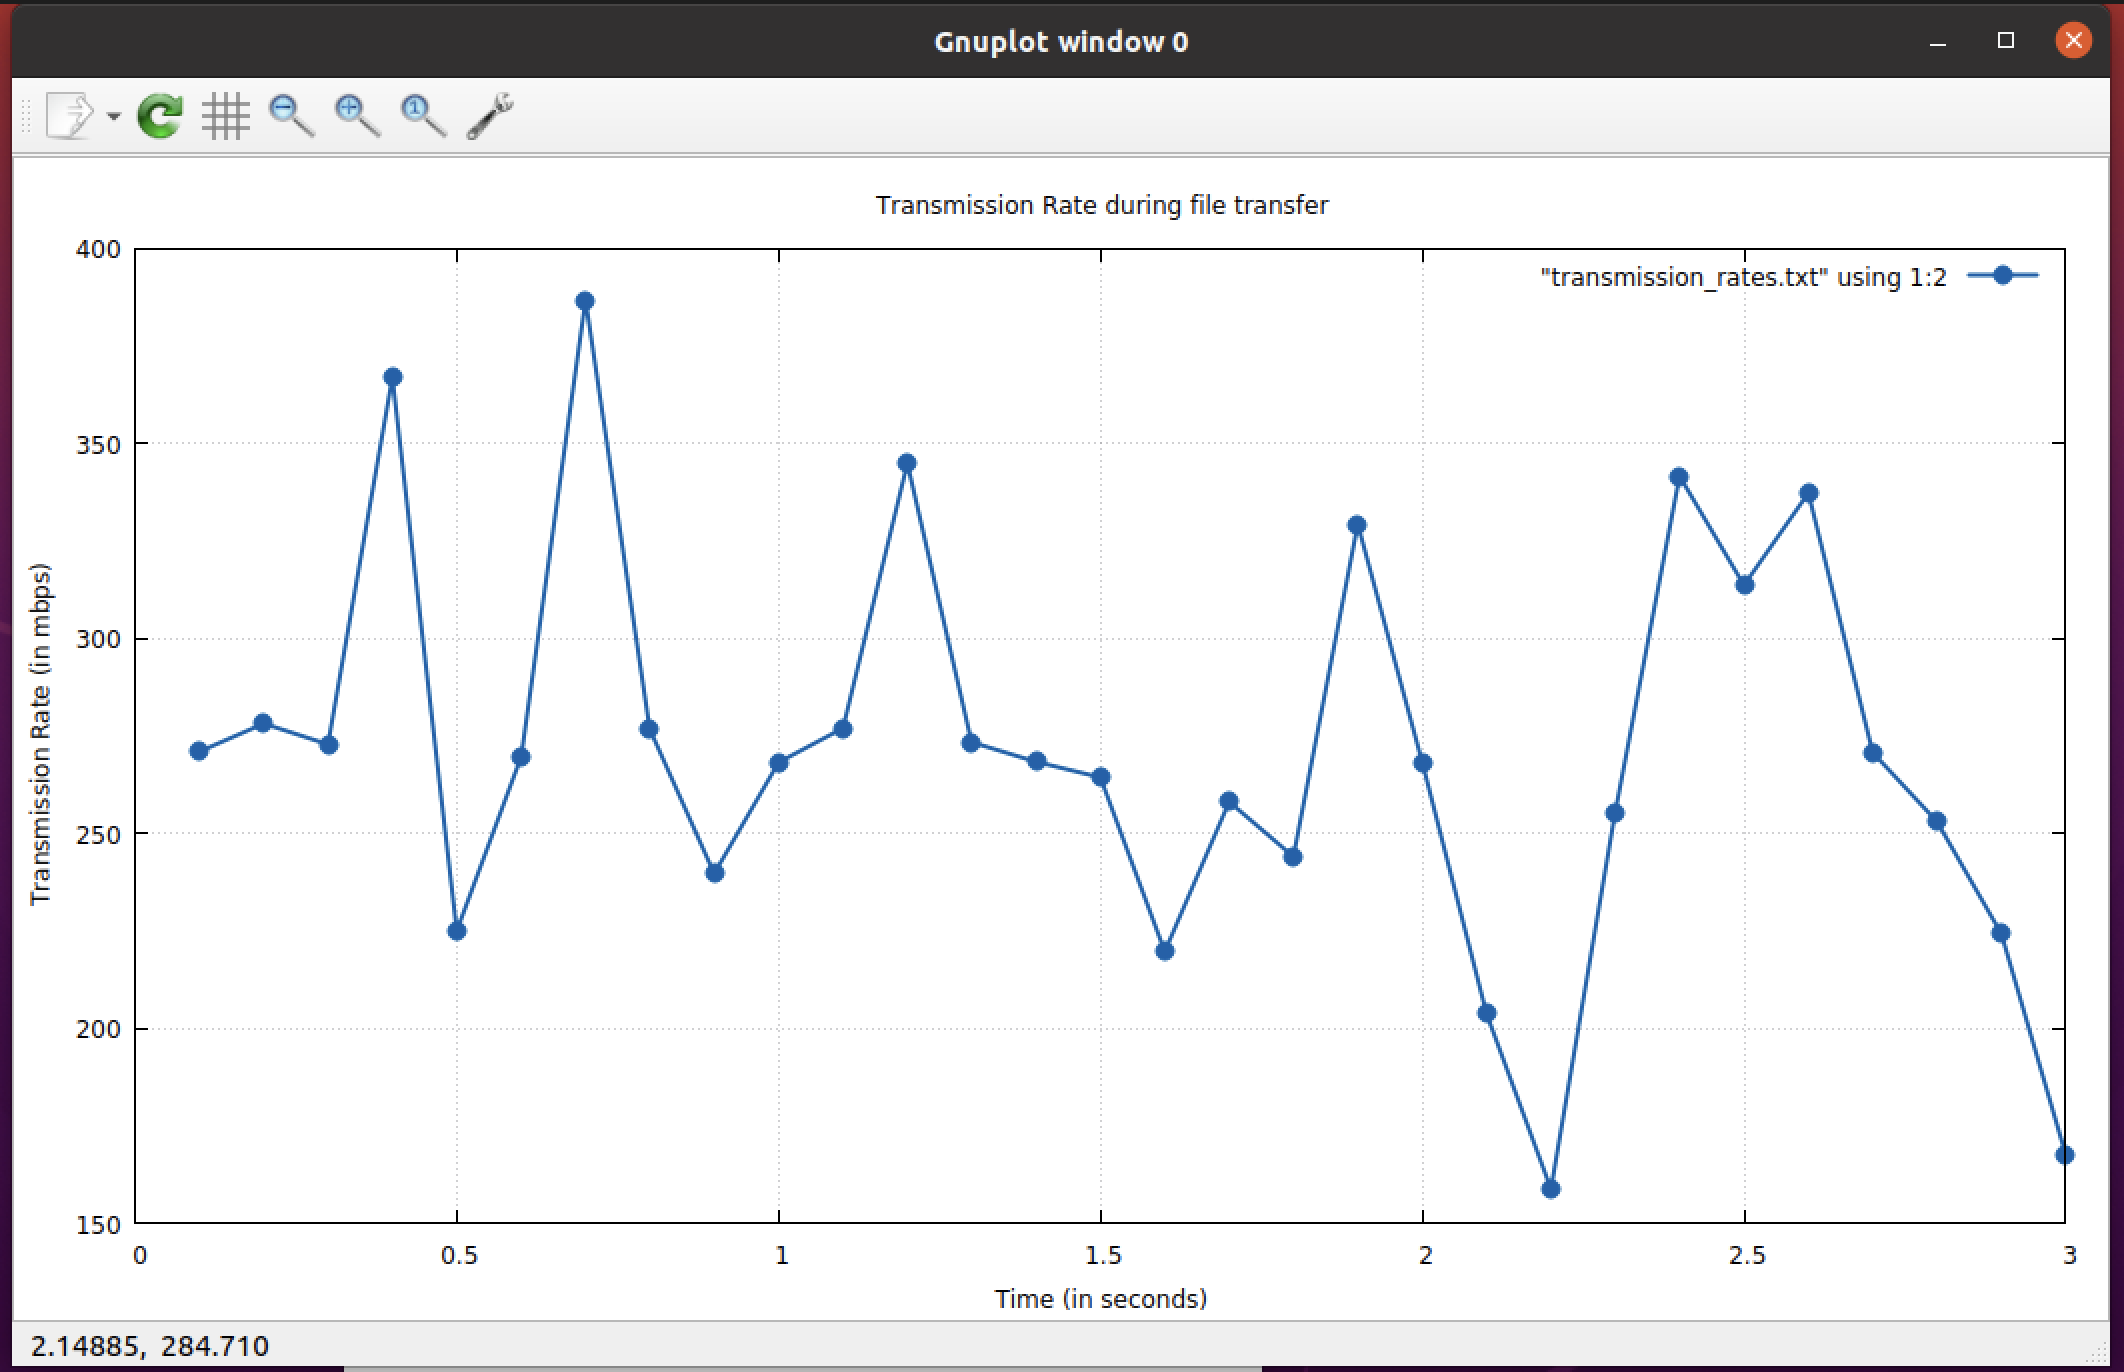 Gnuplot window 0
1
Transmission Rate during file transfer
"transmission_rates.txt" using 1:2
400
350
300
250
200
150
Transmission Rate (in mbps)
0 0.5 1 1.5 2 2.5 3
Time (in seconds)
2.14885, 284.710